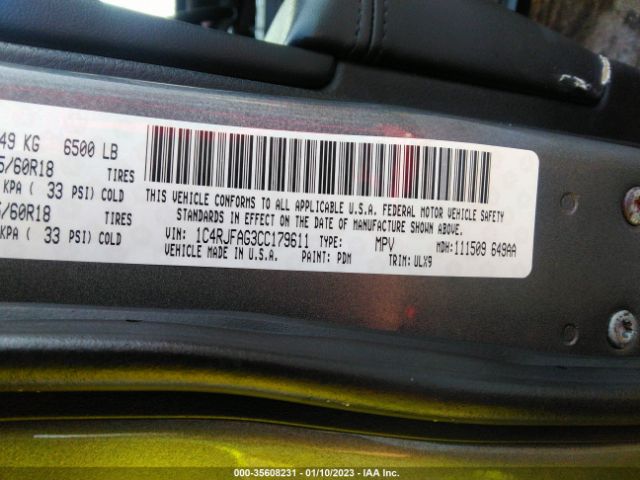 49 KG 6500 LB
5/60R18 TIRES
KPA ( 33 PSI) COLD
/60R18 TIRES
KPA ( 33 PSI) COLD
THIS VEHICLE CONFORMS TO ALL APPLICABLE U.S.A. FEDERAL MOTOR VEHICLE SAFETY
STANDARDS IN EFFECT ON THE DATE OF MANUFACTURE SHOWN ABOVE.
VIN: 1C4RJFAG3CC179611 TYPE: MPV MDH:111509 649AA
VEHICLE MADE IN U.S.A. PAINT: PDM TRIM: ULX9
000-35608231 - 01/10/2023 - IAA Inc.